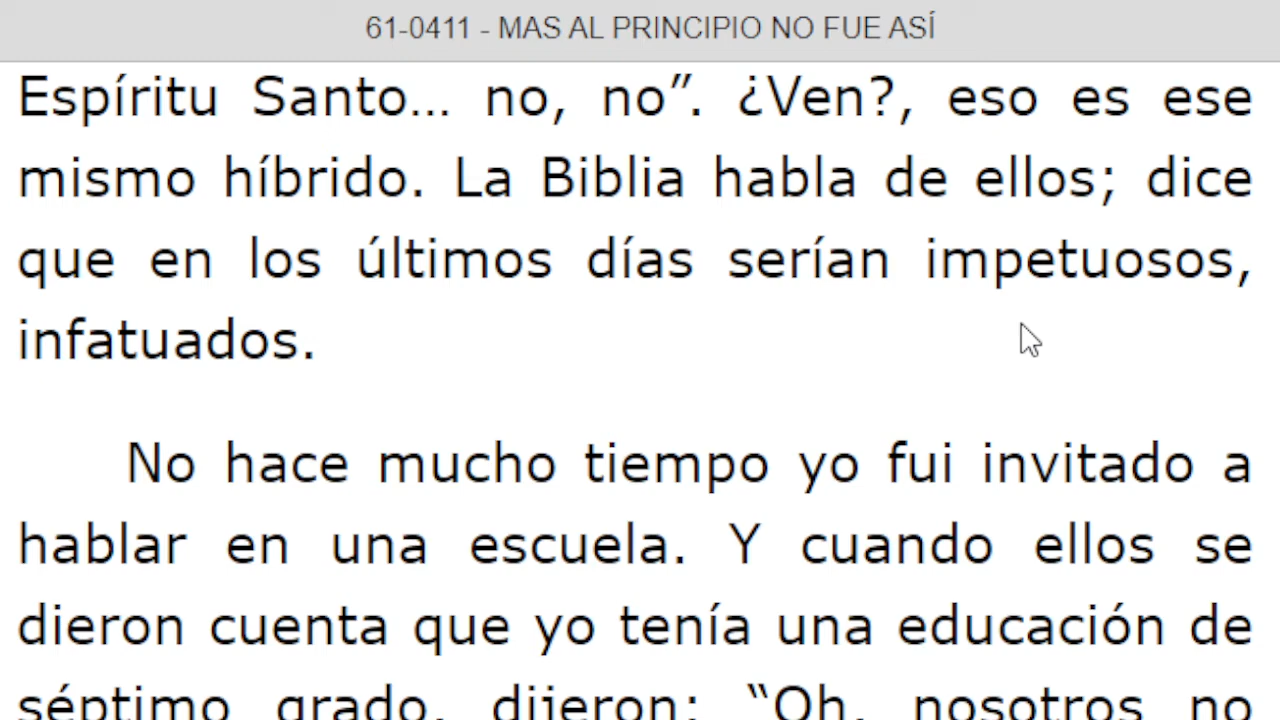 61-0411 - MAS AL PRINCIPIO NO FUE ASÍ
Espíritu Santo... no, no”. ¿Ven?, eso es ese
mismo híbrido. La Biblia habla de ellos; dice
que en los últimos días serían impetuosos,
infatuados.
No hace mucho tiempo yo fui invitado a
hablar en una escuela. Y cuando ellos se
dieron cuenta que yo tenía una educación de
séptimo grado, dijeron: “Oh, nosotros no